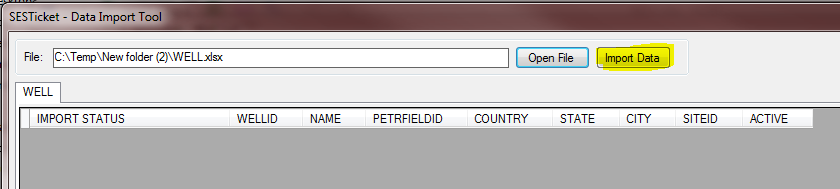 SESTicket - Data Import Tool
File: C:\Temp\New folder (2)\WELL.xlsx Open File Import Data
WELL
IMPORT STATUS WELLID NAME PETRFIELDID COUNTRY STATE CITY SITEID ACTIVE